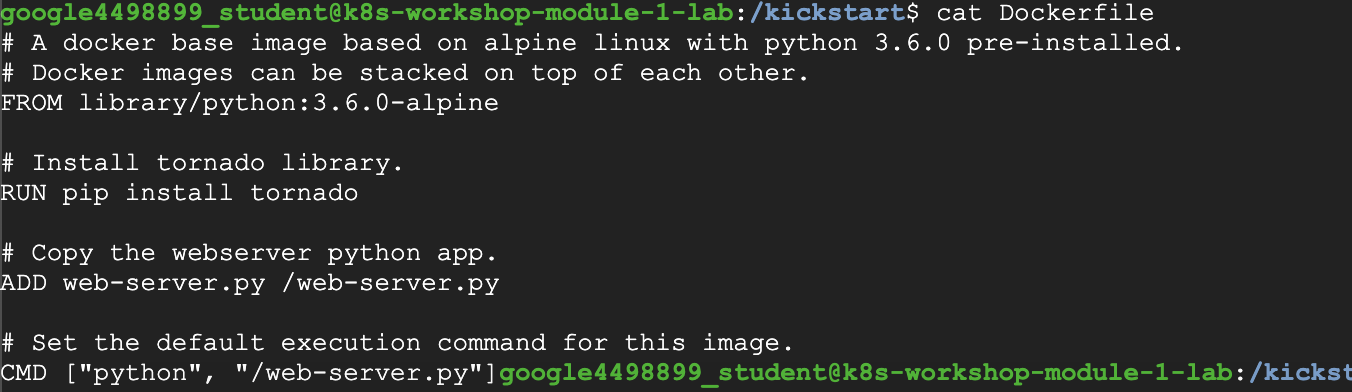 google4498899_student@k8s-workshop-module-1-lab:/kickstart$ cat Dockerfile
# A docker base image based on alpine linux with python 3.6.0 pre-installed.
# Docker images can be stacked on top of each other.
FROM library/python:3.6.0-alpine
# Install tornado library.
RUN pip install tornado
# Copy the webserver python app.
ADD web-server.py /web-server.py
# Set the default execution command for this image.
CMD ["python", "/web-server.py"]google4498899_student@k8s-workshop-module-1-lab:/kickst